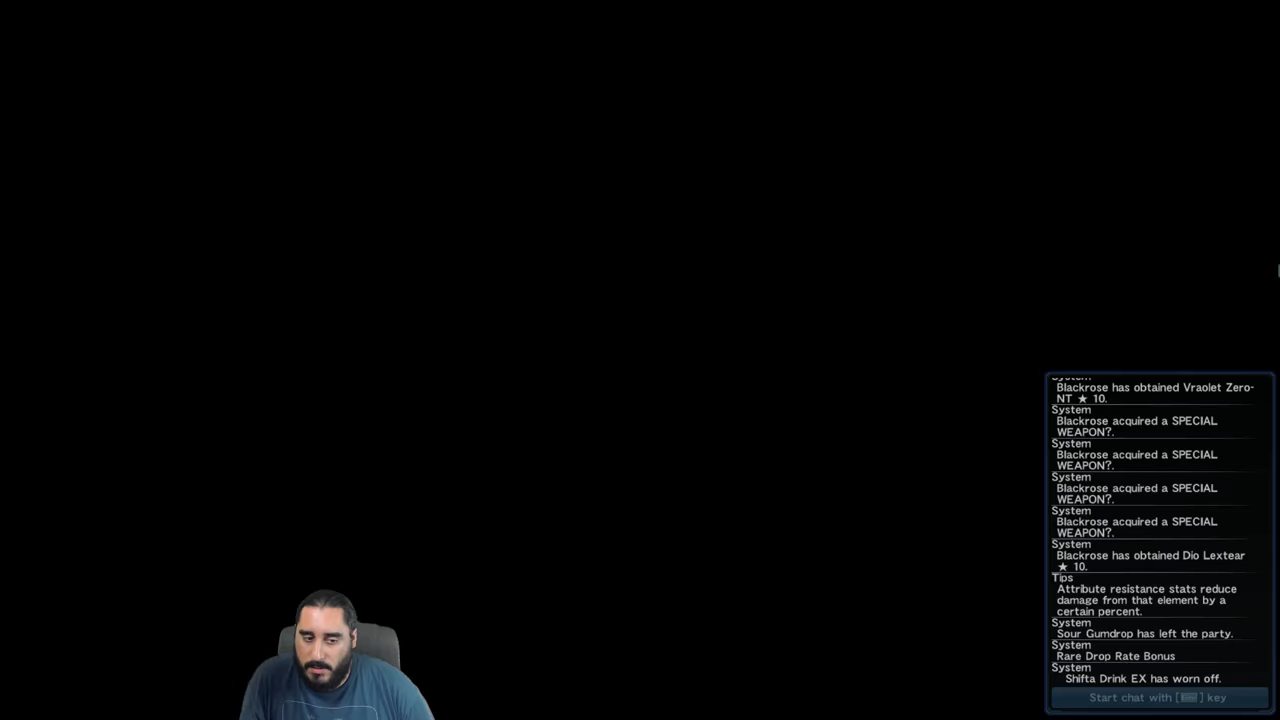 System
Blackrose has obtained Vraolet Zero-
NT ★ 10.
System
Blackrose acquired a SPECIAL
WEAPON?.
System
Blackrose acquired a SPECIAL
WEAPON?.
System
Blackrose acquired a SPECIAL
WEAPON?.
System
Blackrose acquired a SPECIAL
WEAPON?.
System
Blackrose has obtained Dio Lextear
★ 10.
Tips
Attribute resistance stats reduce
damage from that element by a
certain percent.
System
Sour Gumdrop has left the party.
System
Rare Drop Rate Bonus
System
Shifta Drink EX has worn off.
Start chat with [ ] key